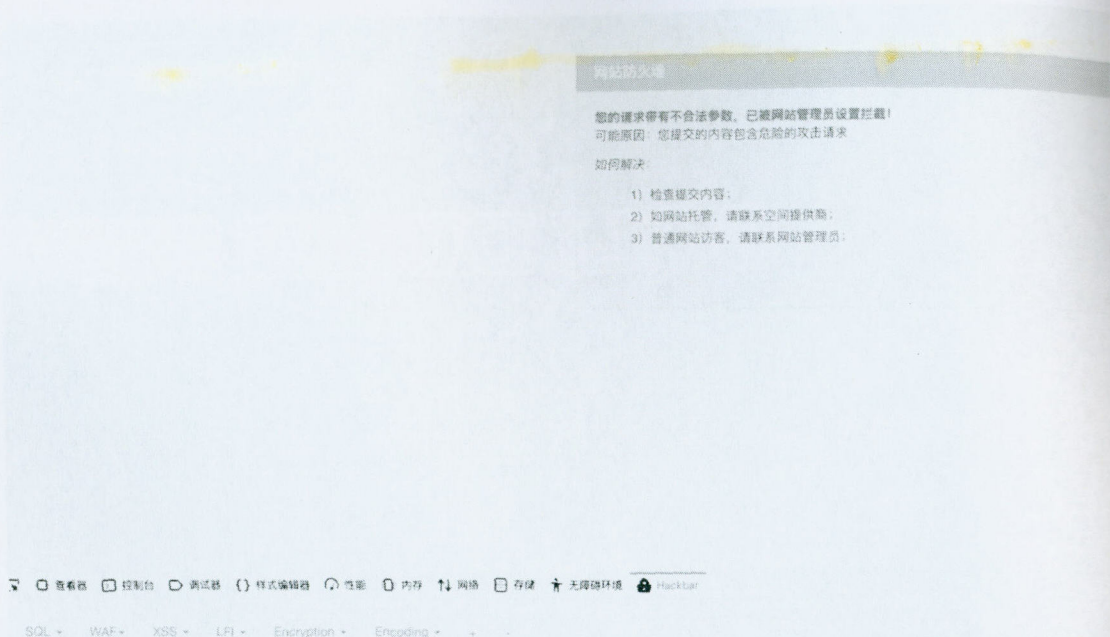 网站防火墙
您的请求带有不合法参数，已被网站管理员设置拦截！
可能原因：您提交的内容包含危险的攻击请求
如何解决：
1）检查提交内容；
2）如网站托管，请联系空间提供商；
3）普通网站访客，请联系网站管理员；
查看器 控制台 调试器 {} 样式编辑器 性能 内存 网络 存储 无障碍环境 Hackbar
SQL WAF XSS LFI Encryption Encoding